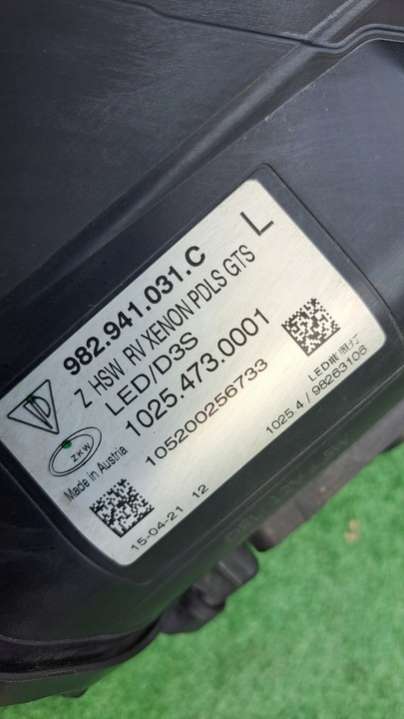 982.941.031.C
L
Z HSW RV XENON PDLS GTS
LED/D3S
1025.473.0001
105200256733
ZKW
Made in Austria
15-04-21 12
1025.4 / 98263106